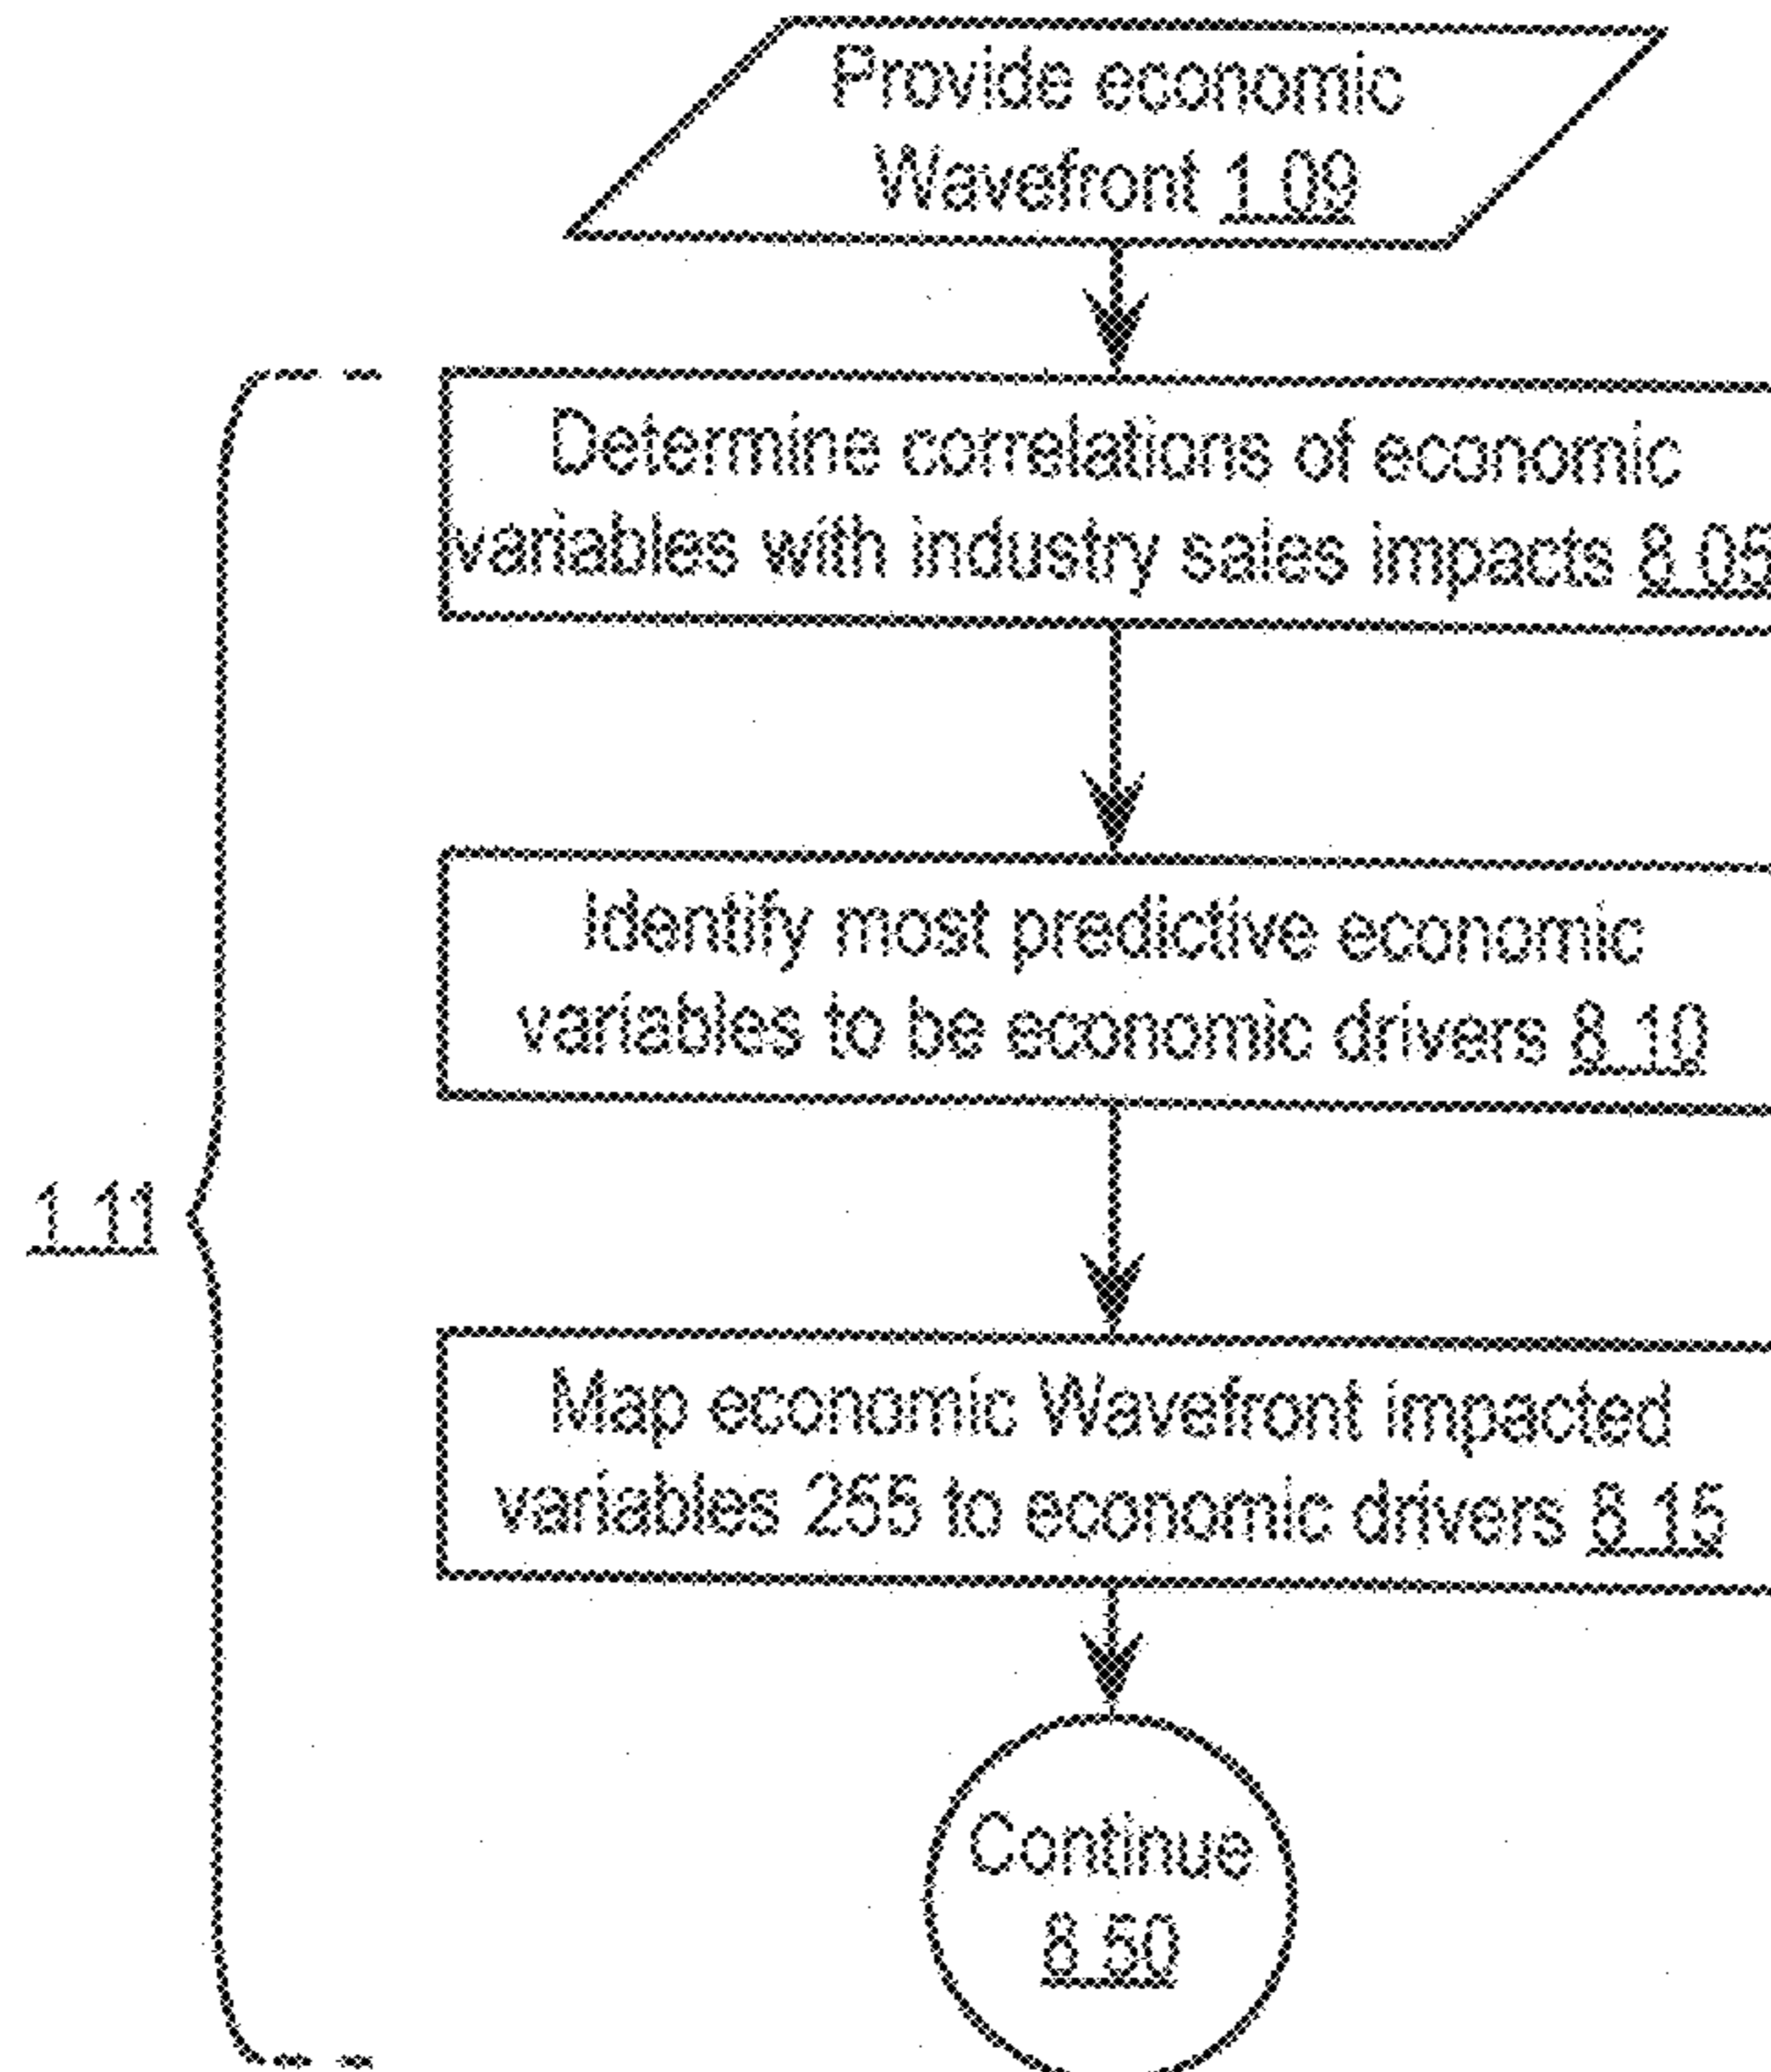 Provide economic
Wavefront 1.09
Determine correlations of economic
variables with industry sales impacts 8.05
Identify most predictive economic
variables to be economic drivers 8.10
1.11
Map economic Wavefront impacted
variables 255 to economic drivers 8.15
Continue
8.50